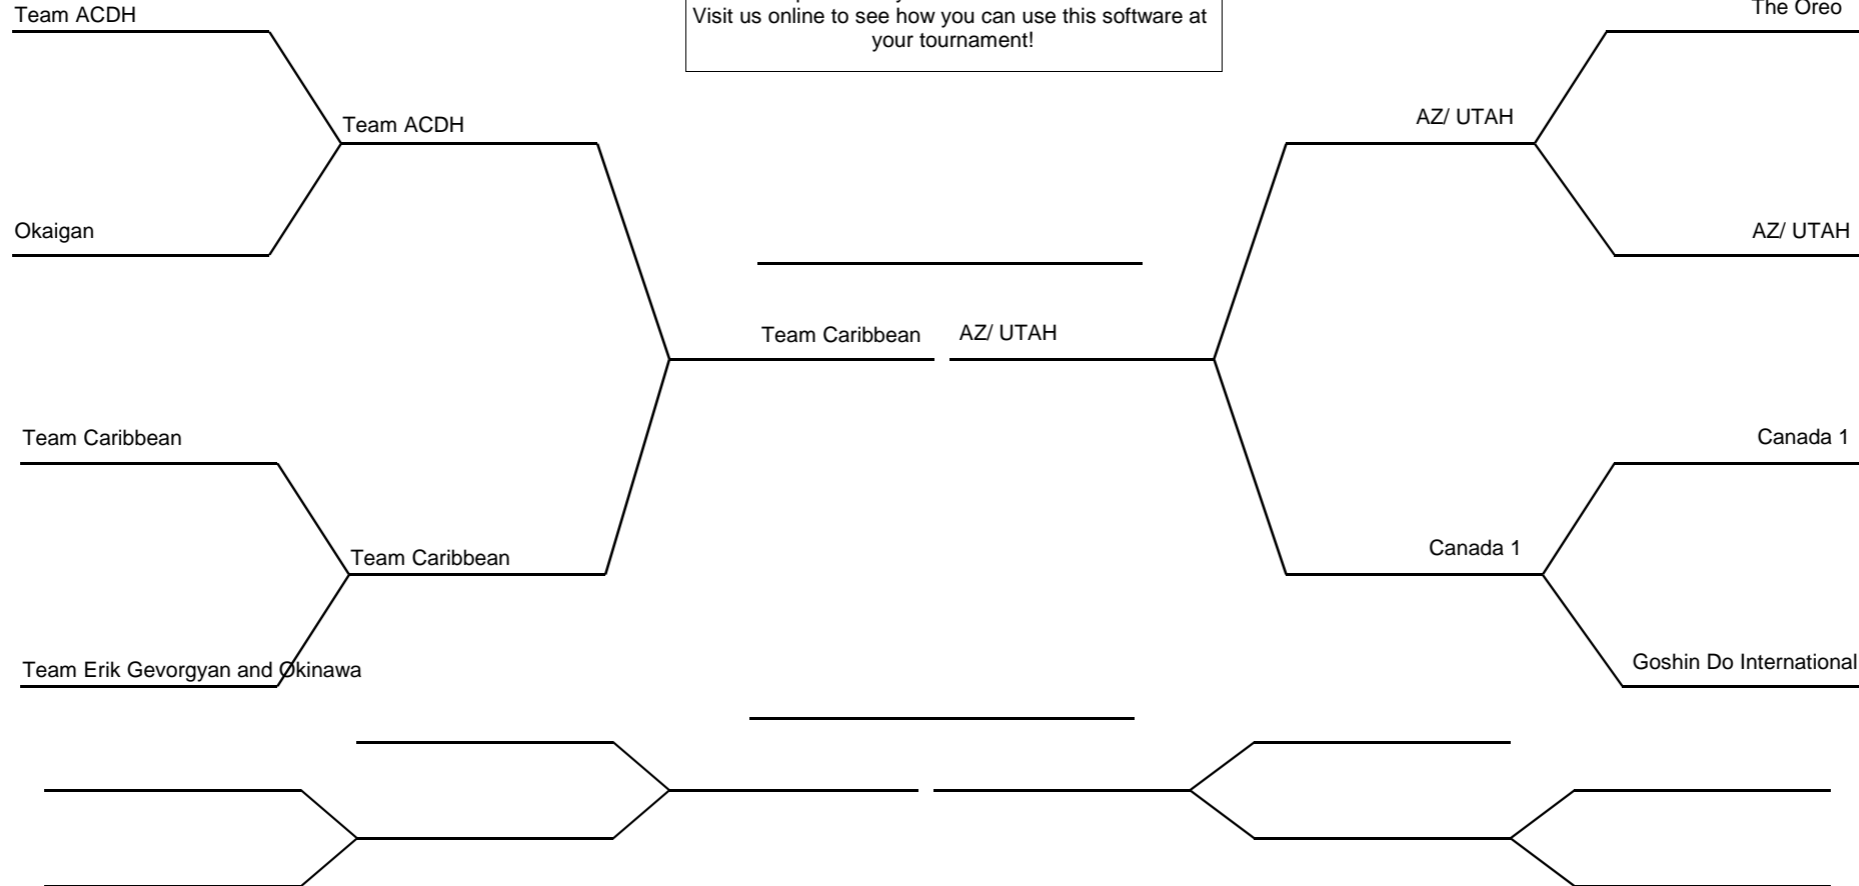 Team ACDH
Visit us online to see how you can use this software at
your tournament!
The Oreo
Team ACDH
AZ/ UTAH
Okaigan
AZ/ UTAH
Team Caribbean
AZ/ UTAH
Team Caribbean
Canada 1
Team Caribbean
Canada 1
Team Erik Gevorgyan and Okinawa
Goshin Do International